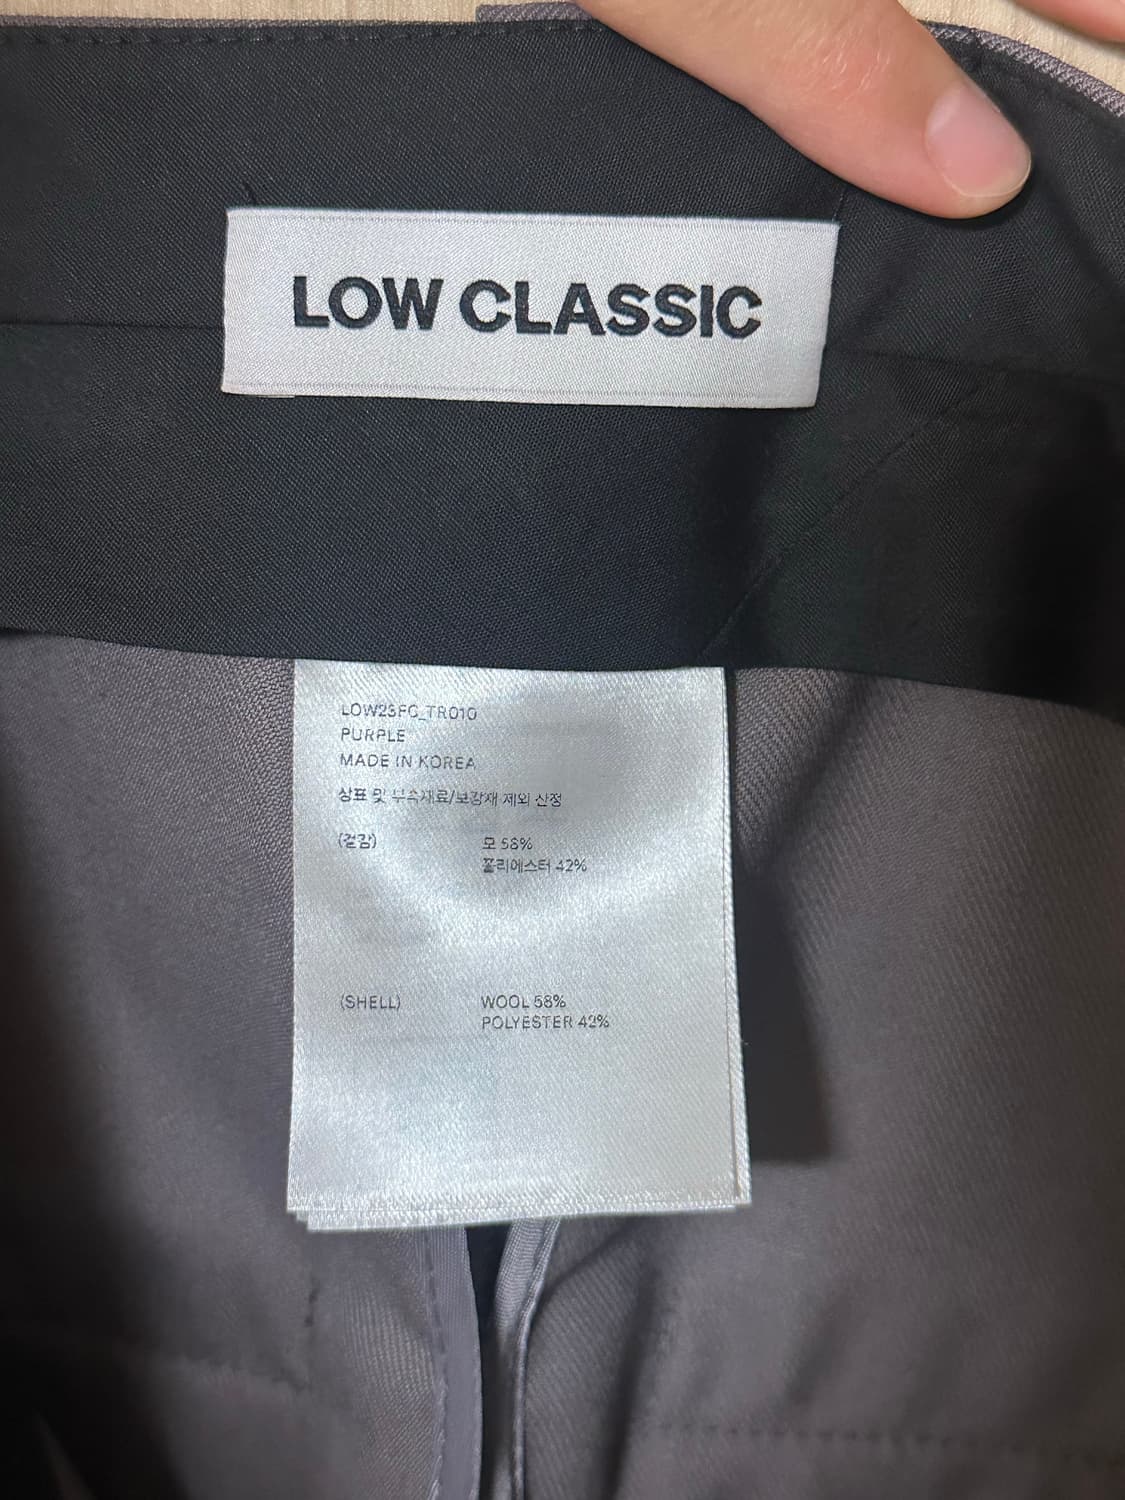 LOW CLASSIC
LOW23FC_TR010
PURPLE
MADE IN KOREA
상표 및 부속재료/보강재 제외 산정
(겉감) 모 58%
폴리에스터 42%
(SHELL) WOOL 58%
POLYESTER 42%